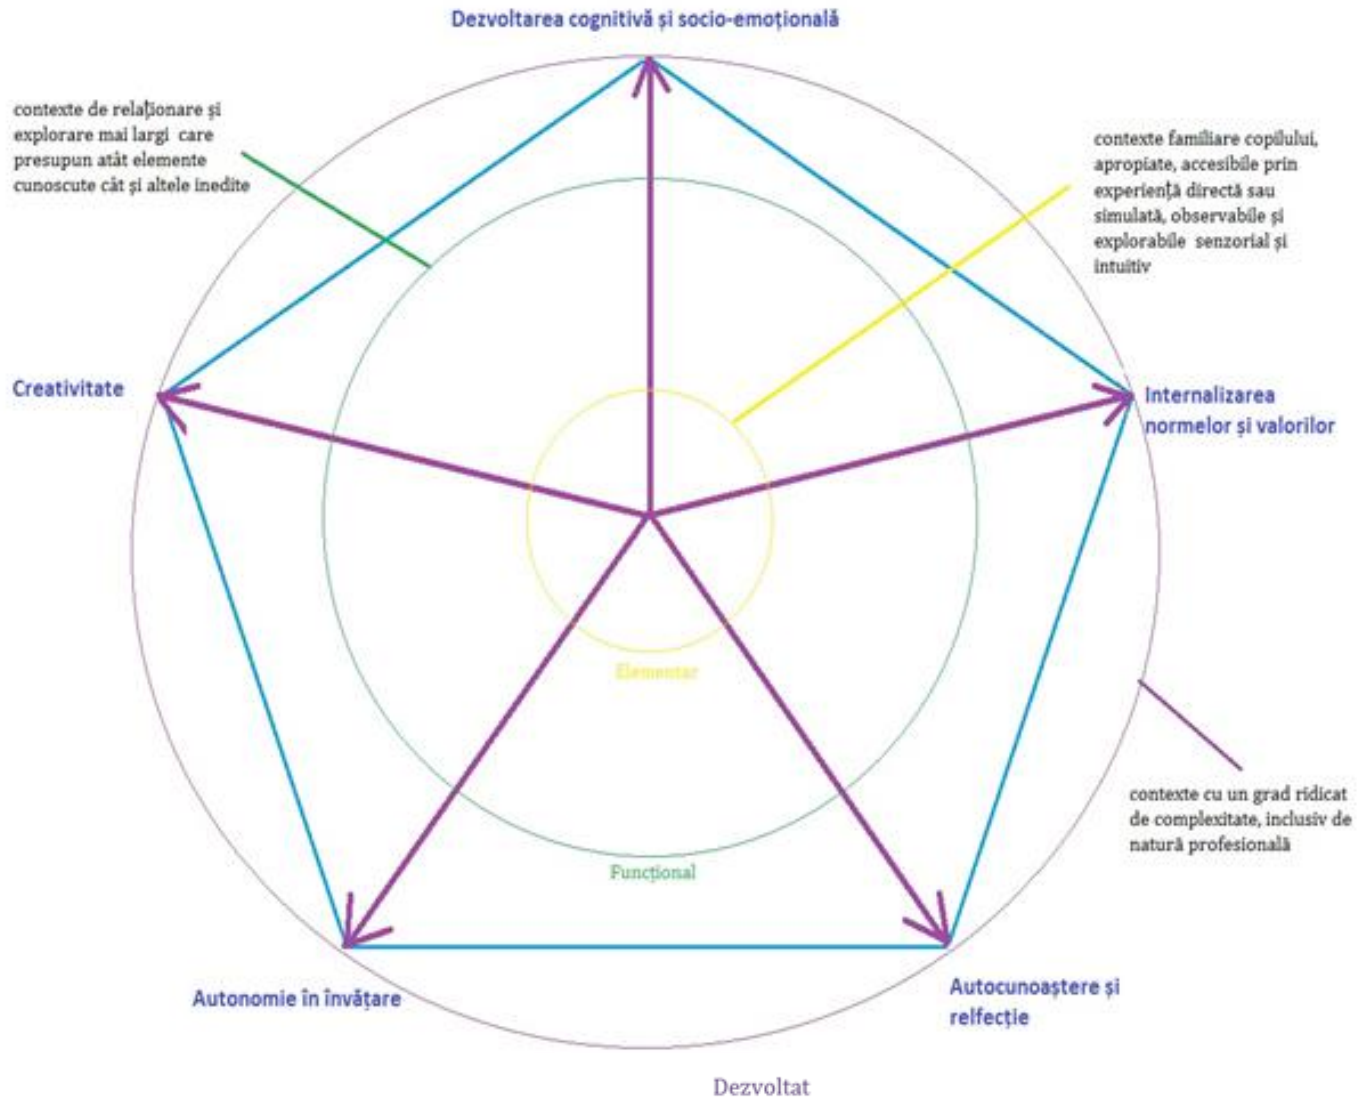 Dezvoltarea cognitivă și socio-emoțională
contexte de relaționare și
explorare mai largi care
presupun atât elemente
cunoscute cât și altele inedite
contexte familiare copilului,
apropiate, accesibile prin
experiență directă sau
simulată, observabile și
explorabile senzorial și
intuitiv
Creativitate
Internalizarea
normelor și valorilor
Elementar
contexte cu un grad ridicat
de complexitate, inclusiv de
natură profesională
Funcțional
Autonomie în învățare
Autocunoaștere și
relfecție
Dezvoltat